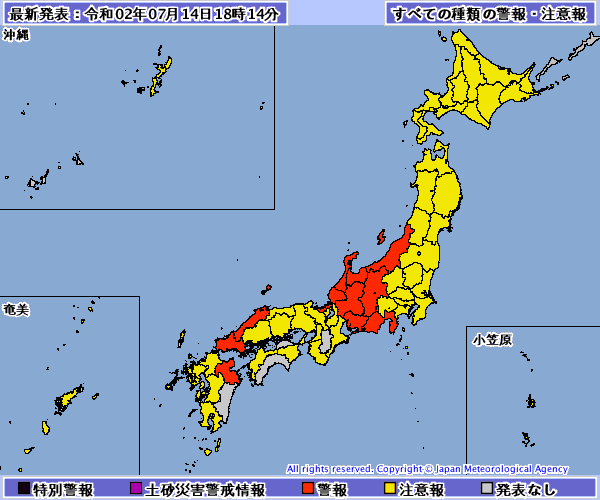 最新発表：令和02年07月14日18時14分
すべての種類の警報・注意報
沖縄
奄美
小笠原
All rights reserved. Copyright © Japan Meteorological Agency
特別警報 土砂災害警戒情報 警報 注意報 発表なし